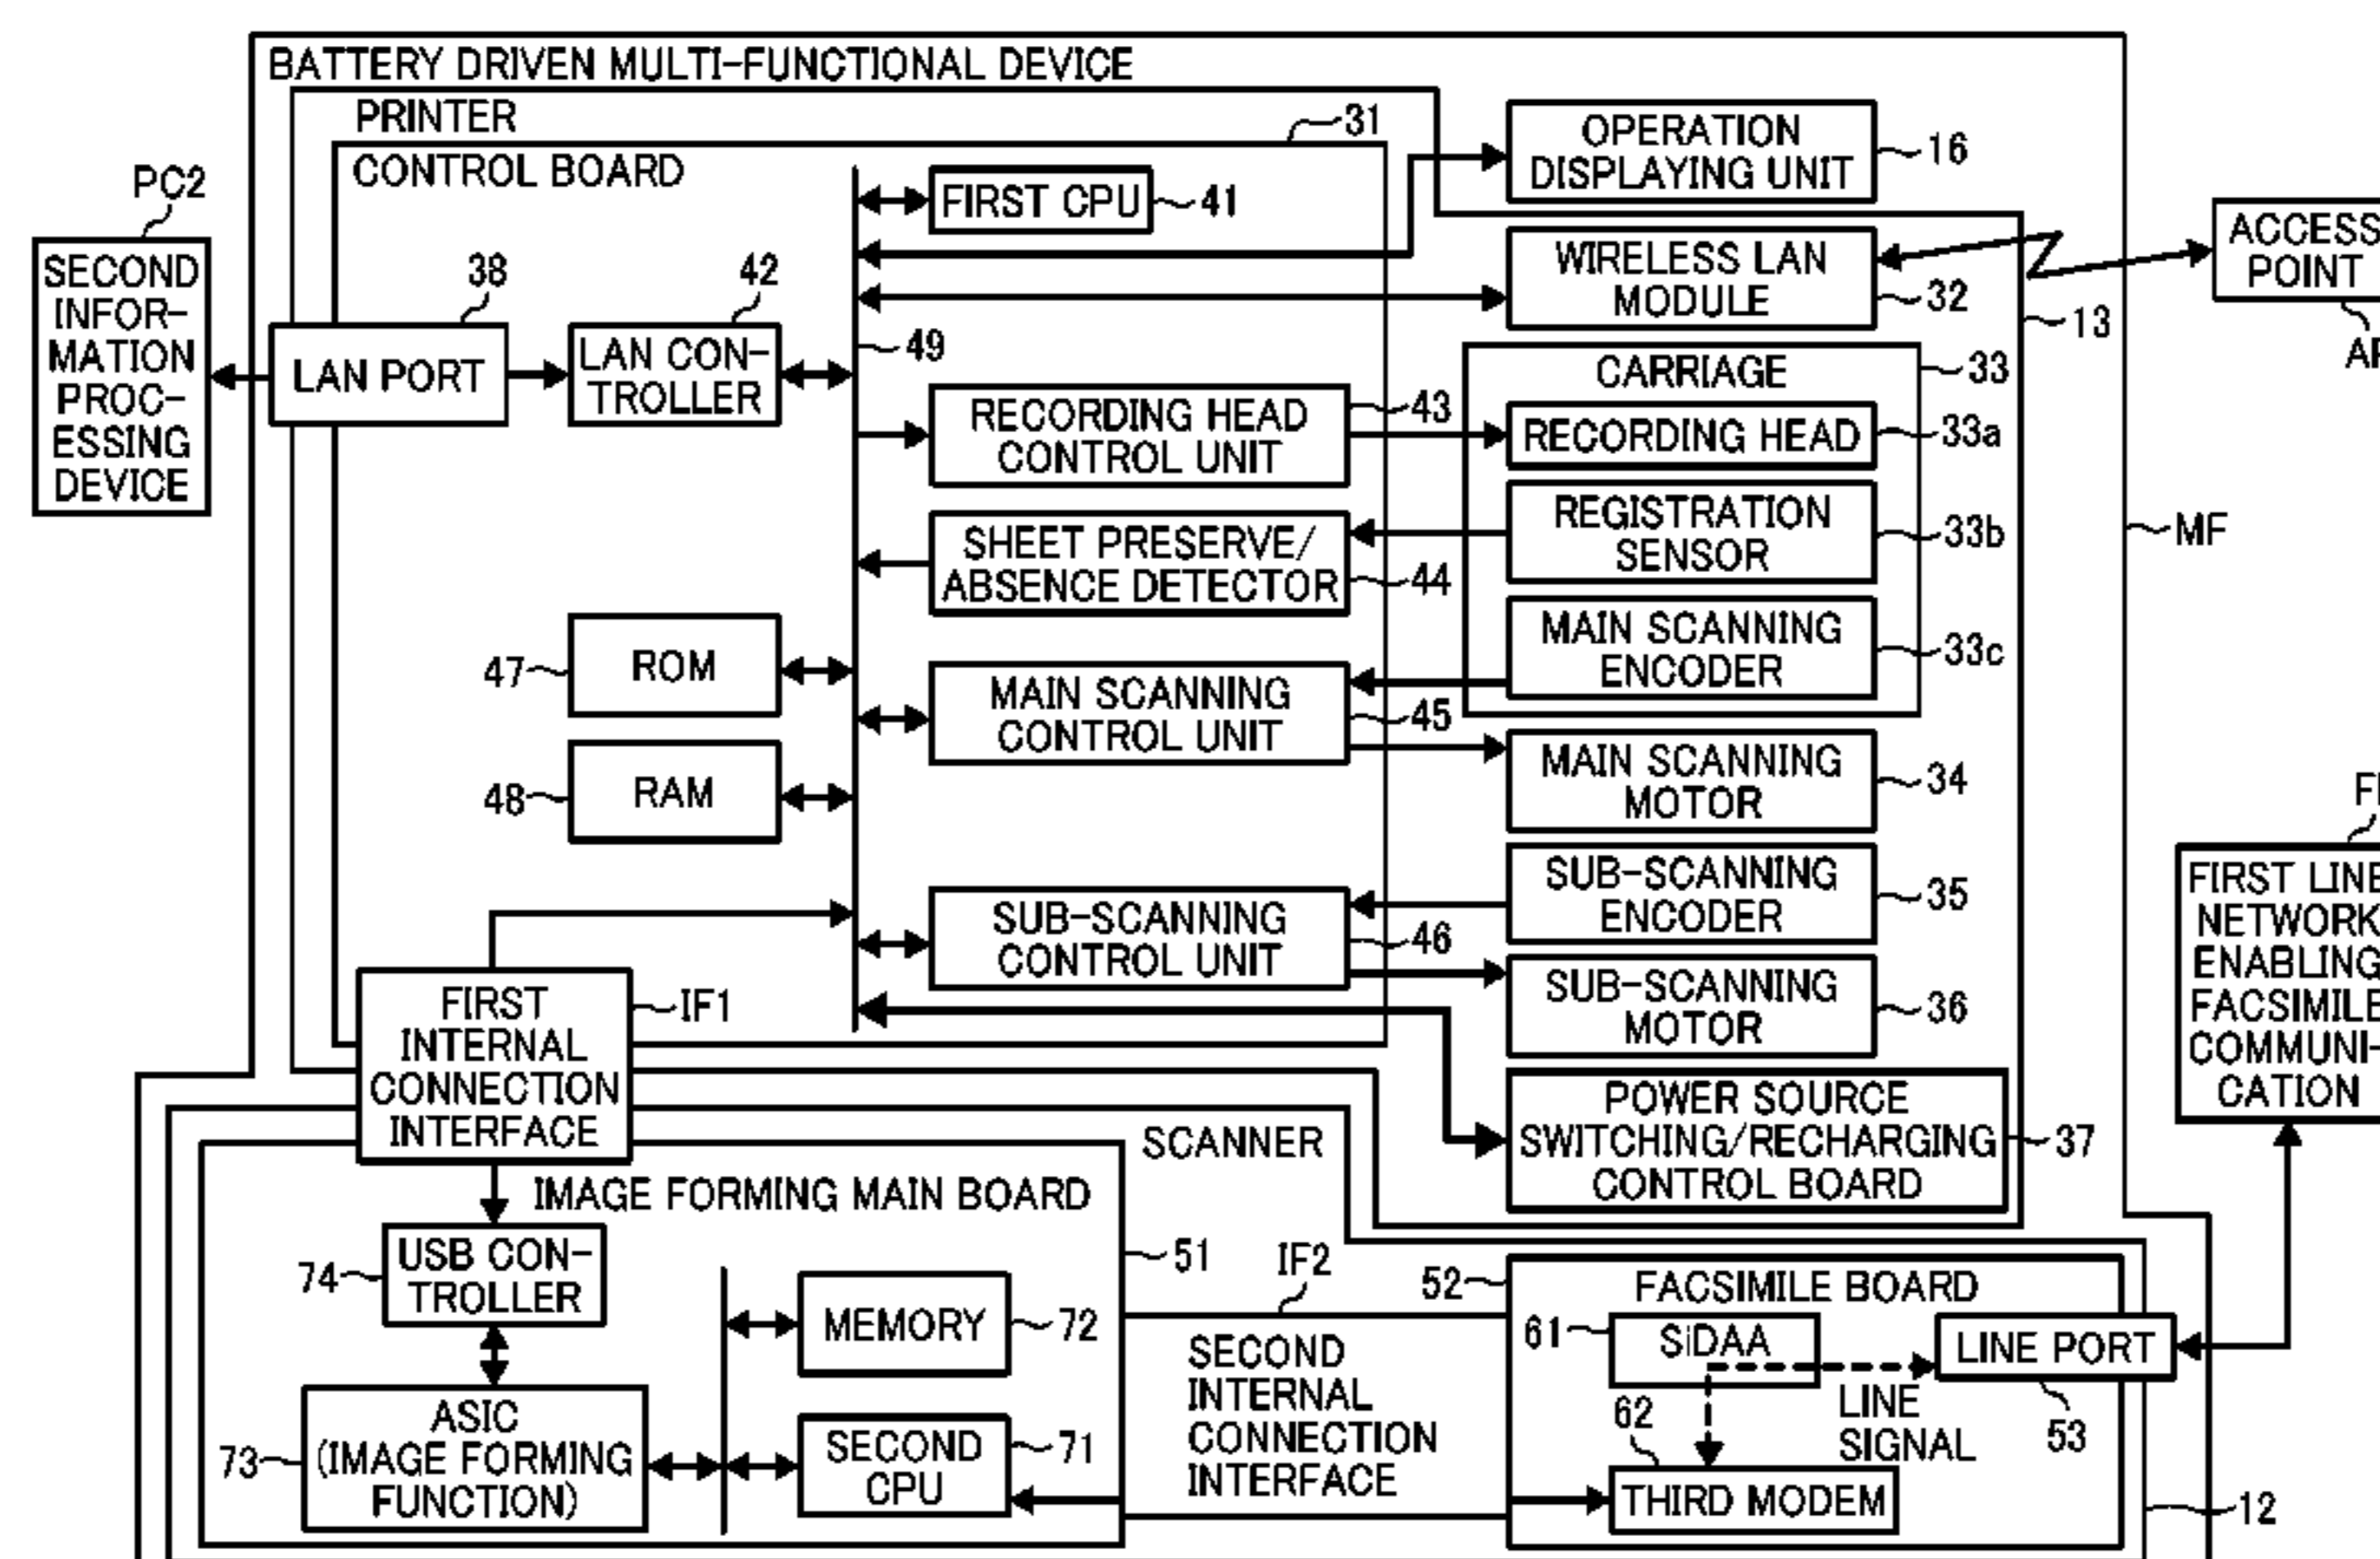 BATTERY DRIVEN MULTI-FUNCTIONAL DEVICE
PRINTER
CONTROL BOARD
31
FIRST CPU
41
OPERATION
DISPLAYING UNIT
16
PC2
SECOND
INFOR-
MATION
PROC-
ESSING
DEVICE
38
LAN PORT
42
LAN CON-
TROLLER
49
WIRELESS LAN
MODULE
32
13
ACCESS
POINT
CARRIAGE
33
RECORDING HEAD
CONTROL UNIT
43
RECORDING HEAD
33a
SHEET PRESERVE/
ABSENCE DETECTOR
44
REGISTRATION
SENSOR
33b
MF
MAIN SCANNING
ENCODER
33c
47
ROM
MAIN SCANNING
CONTROL UNIT
45
48
RAM
MAIN SCANNING
MOTOR
34
SUB-SCANNING
ENCODER
35
SUB-SCANNING
CONTROL UNIT
46
SUB-SCANNING
MOTOR
36
FIRST LINE
NETWORK
ENABLING
FACSIMILE
COMMUNI-
CATION
FIRST
INTERNAL
CONNECTION
INTERFACE
IF1
POWER SOURCE
SWITCHING/RECHARGING
CONTROL BOARD
37
SCANNER
IMAGE FORMING MAIN BOARD
51
74
USB CON-
TROLLER
MEMORY
72
73
ASIC
(IMAGE FORMING
FUNCTION)
SECOND
CPU
71
IF2
SECOND
INTERNAL
CONNECTION
INTERFACE
52
FACSIMILE BOARD
61
SiDAA
LINE PORT
53
LINE
SIGNAL
62
THIRD MODEM
12